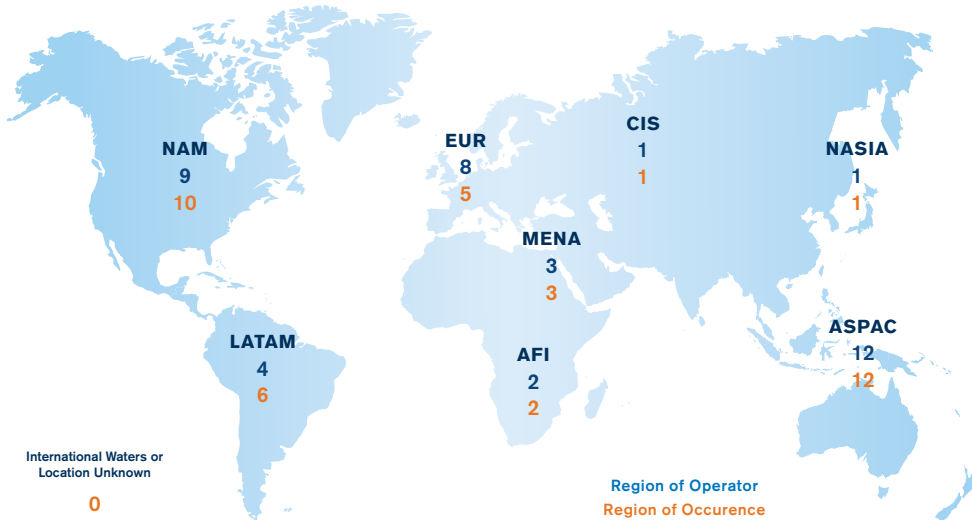 NAM
9
10
EUR
8
5
CIS
1
1
NASIA
1
1
MENA
3
3
LATAM
4
6
AFI
2
2
ASPAC
12
12
International Waters or
Location Unknown
0
Region of Operator
Region of Occurence